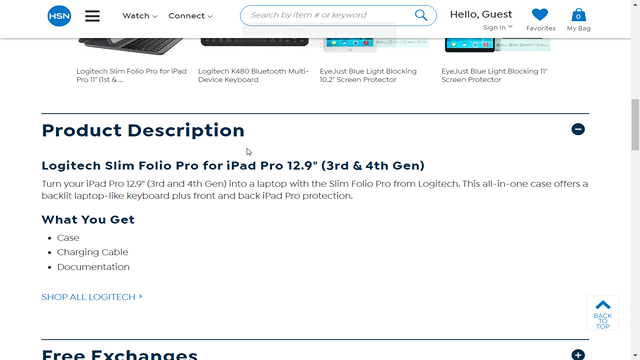 HSN
Watch
Connect
Search by item # or keyword
Hello, Guest
Sign In
Favorites
0
My Bag
Logitech Slim Folio Pro for iPad
Pro 11" (1st & ...
Logitech K480 Bluetooth Multi-
Device Keyboard
EyeJust Blue Light Blocking
10.2" Screen Protector
EyeJust Blue Light Blocking 11"
Screen Protector
Product Description
Logitech Slim Folio Pro for iPad Pro 12.9" (3rd & 4th Gen)
Turn your iPad Pro 12.9" (3rd and 4th Gen) into a laptop with the Slim Folio Pro from Logitech. This all-in-one case offers a
backlit laptop-like keyboard plus front and back iPad Pro protection.
What You Get
• Case
• Charging Cable
• Documentation
SHOP ALL LOGITECH >
BACK
TO
TOP
Free Exchanges